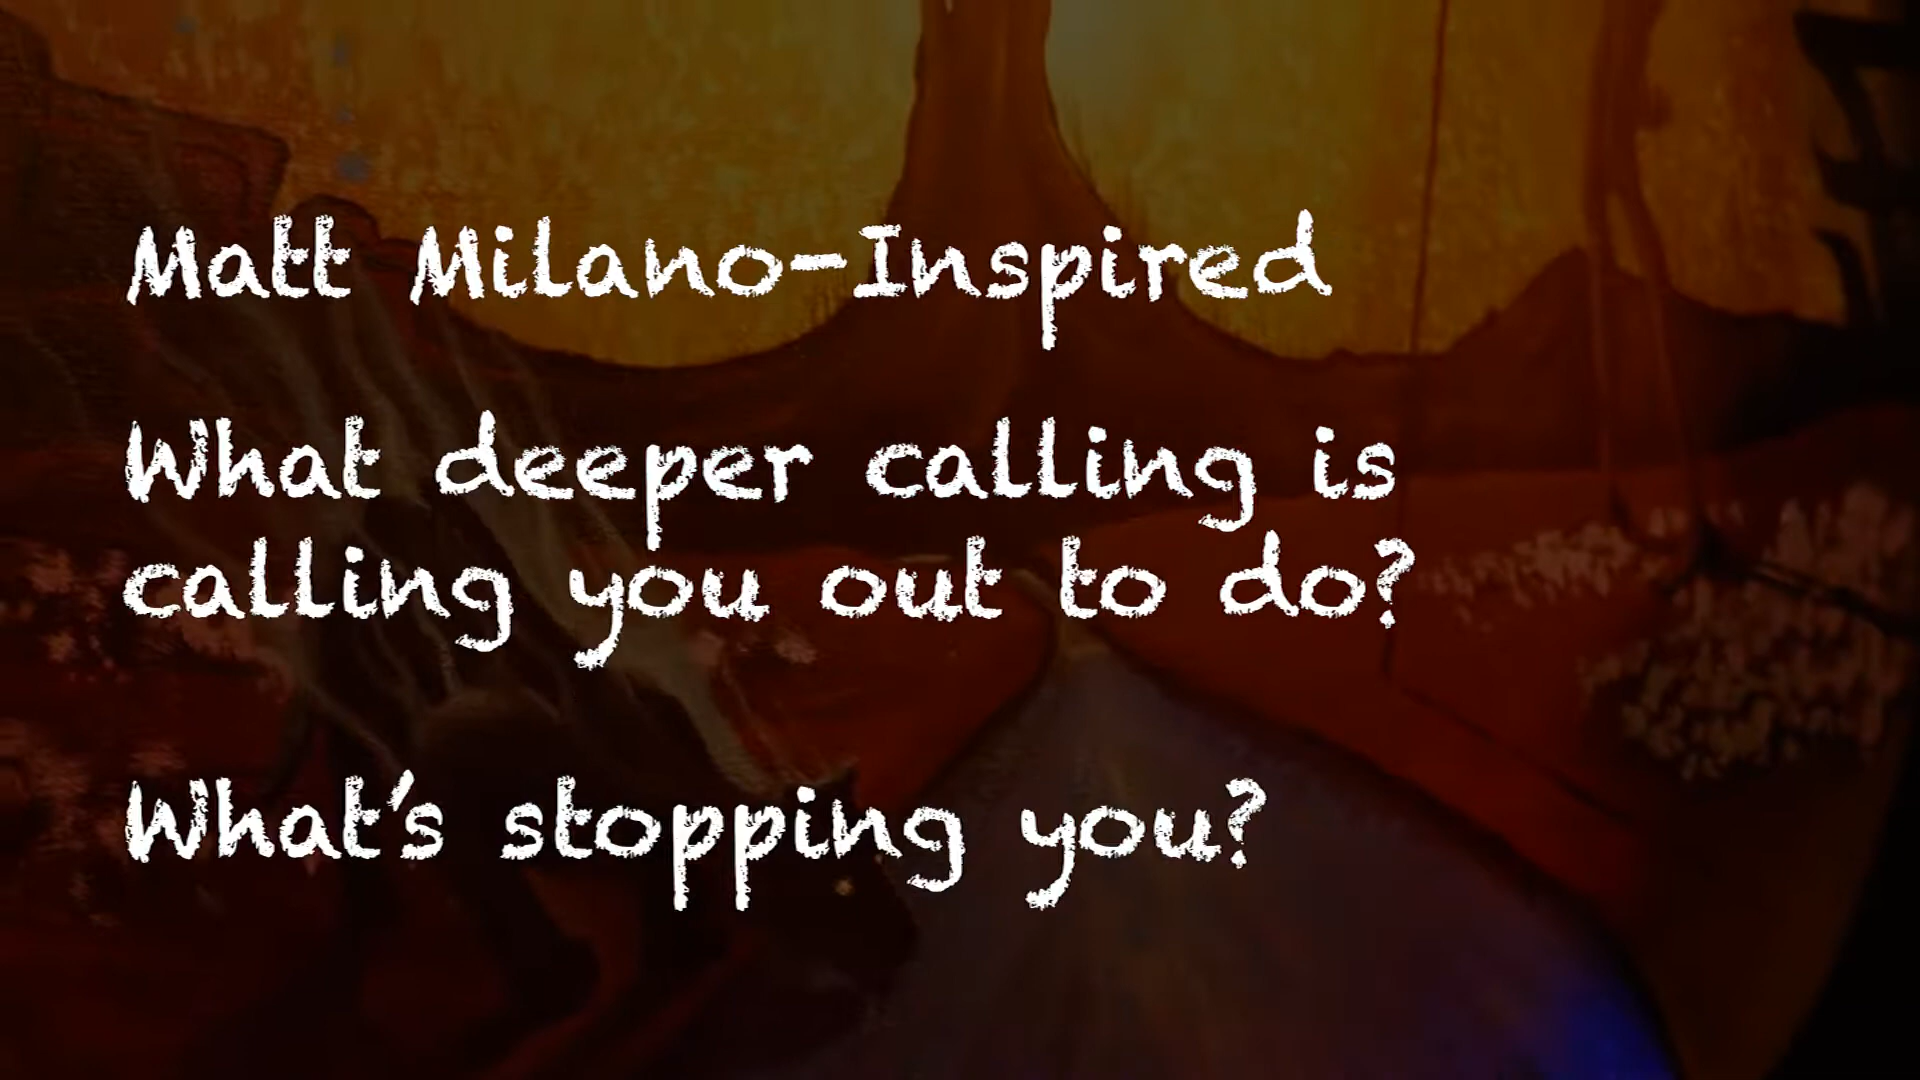 Matt Milano-Inspired
What deeper calling is
calling you out to do?
What's stopping you?